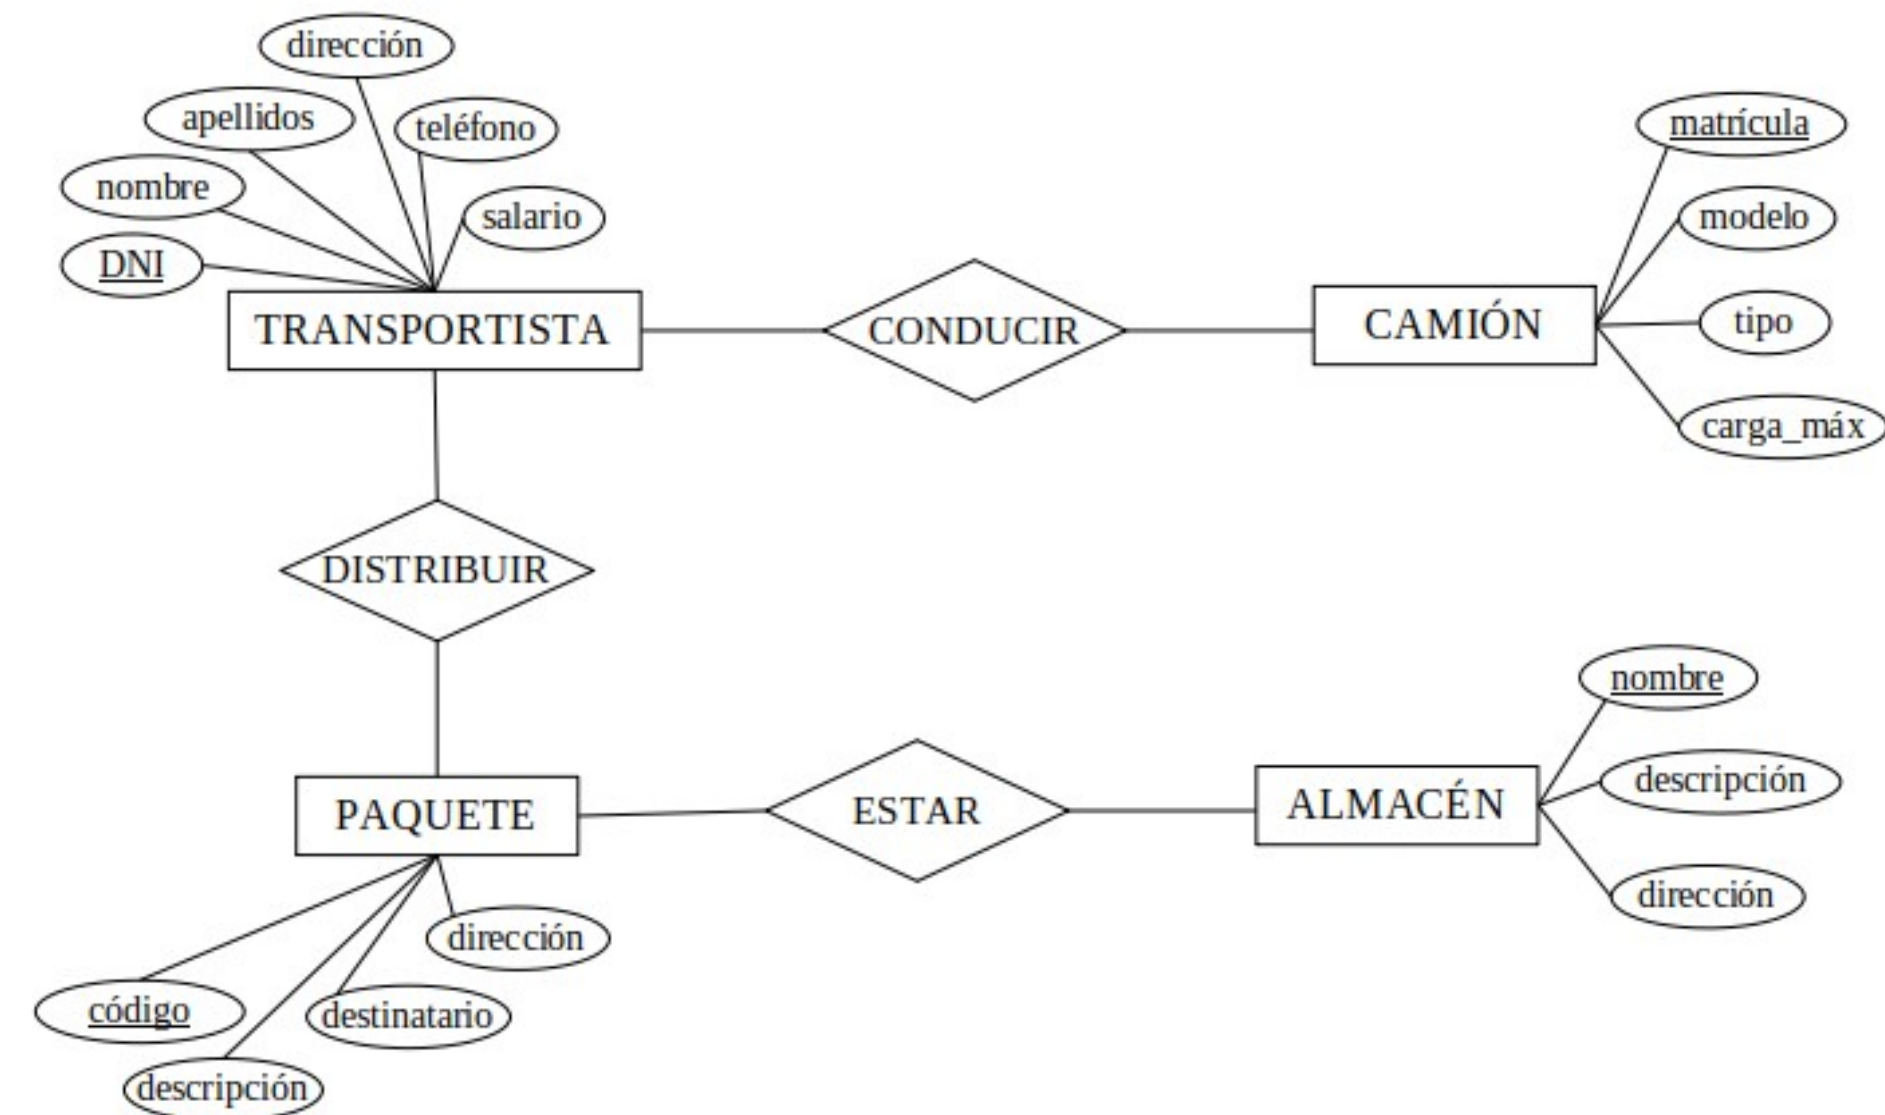 dirección
apellidos
teléfono
nombre
salario
DNI
TRANSPORTISTA
CONDUCIR
CAMIÓN
matrícula
modelo
tipo
carga_máx
DISTRIBUIR
PAQUETE
ESTAR
ALMACÉN
nombre
descripción
dirección
dirección
código
destinatario
descripción